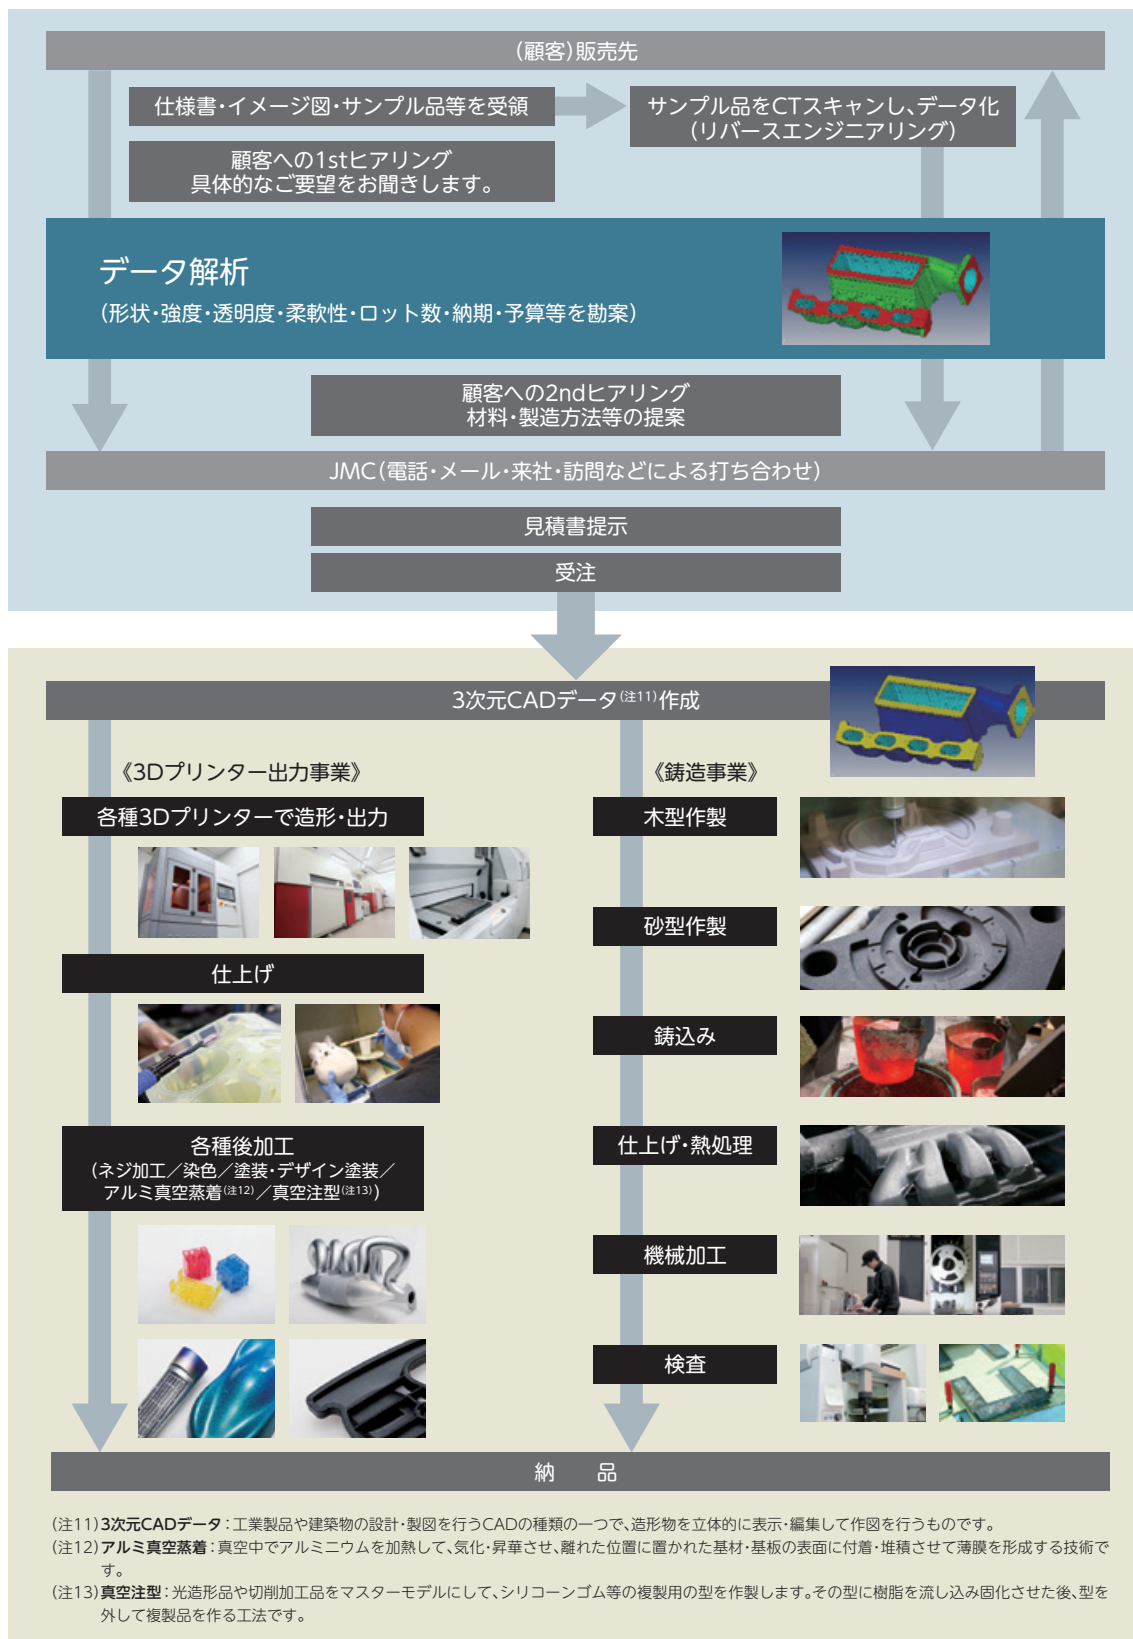 (顧客)販売先
仕様書・イメージ図・サンプル品等を受領
サンプル品をCTスキャンし、データ化
(リバースエンジニアリング)
顧客への1stヒアリング
具体的なご要望をお聞きします。
データ解析
(形状・強度・透明度・柔軟性・ロット数・納期・予算等を勘案)
顧客への2ndヒアリング
材料・製造方法等の提案
JMC(電話・メール・来社・訪問などによる打ち合わせ)
見積書提示
受注
3次元CADデータ(注11)作成
《3Dプリンター出力事業》
各種3Dプリンターで造形・出力
仕上げ
各種後加工
(ネジ加工/染色/塗装・デザイン塗装/
アルミ真空蒸着(注12)/真空注型(注13))
《鋳造事業》
木型作製
砂型作製
鋳込み
仕上げ・熱処理
機械加工
検査
納 品
(注11)3次元CADデータ:工業製品や建築物の設計・製図を行うCADの種類の一つで、造形物を立体的に表示・編集して作図を行うものです。
(注12)アルミ真空蒸着:真空中でアルミニウムを加熱して、気化・昇華させ、離れた位置に置かれた基材・基板の表面に付着・堆積させて薄膜を形成する技術で
す。
(注13)真空注型:光造形品や切削加工品をマスターモデルにして、シリコーンゴム等の複製用の型を作製します。その型に樹脂を流し込み固化させた後、型を
外して複製品を作る工法です。